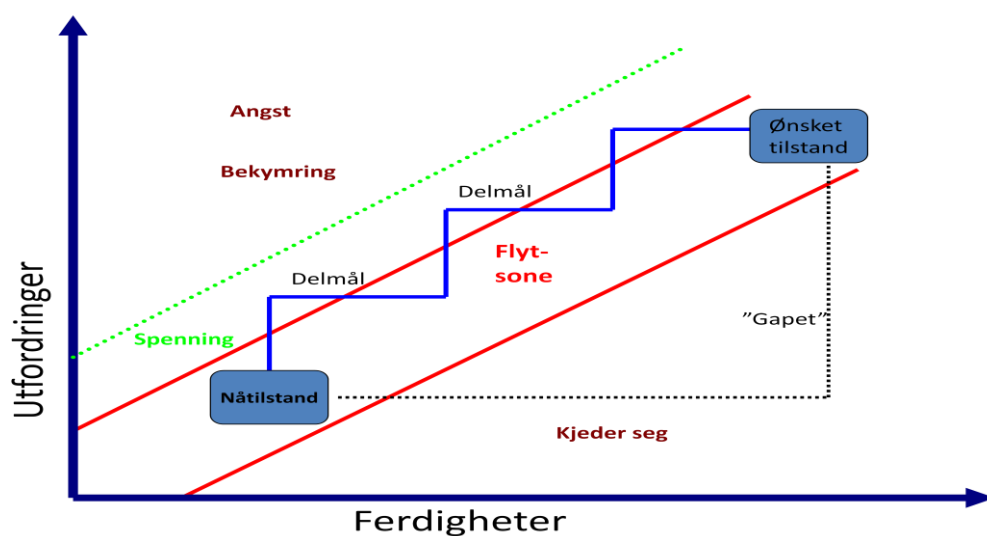 Angst
Ønsket
tilstand
Bekymring
Delmål
Flyt-
sone
Delmål
Utfordringer
Spenning
”Gapet”
Nåtilstand
Kjeder seg
Ferdigheter